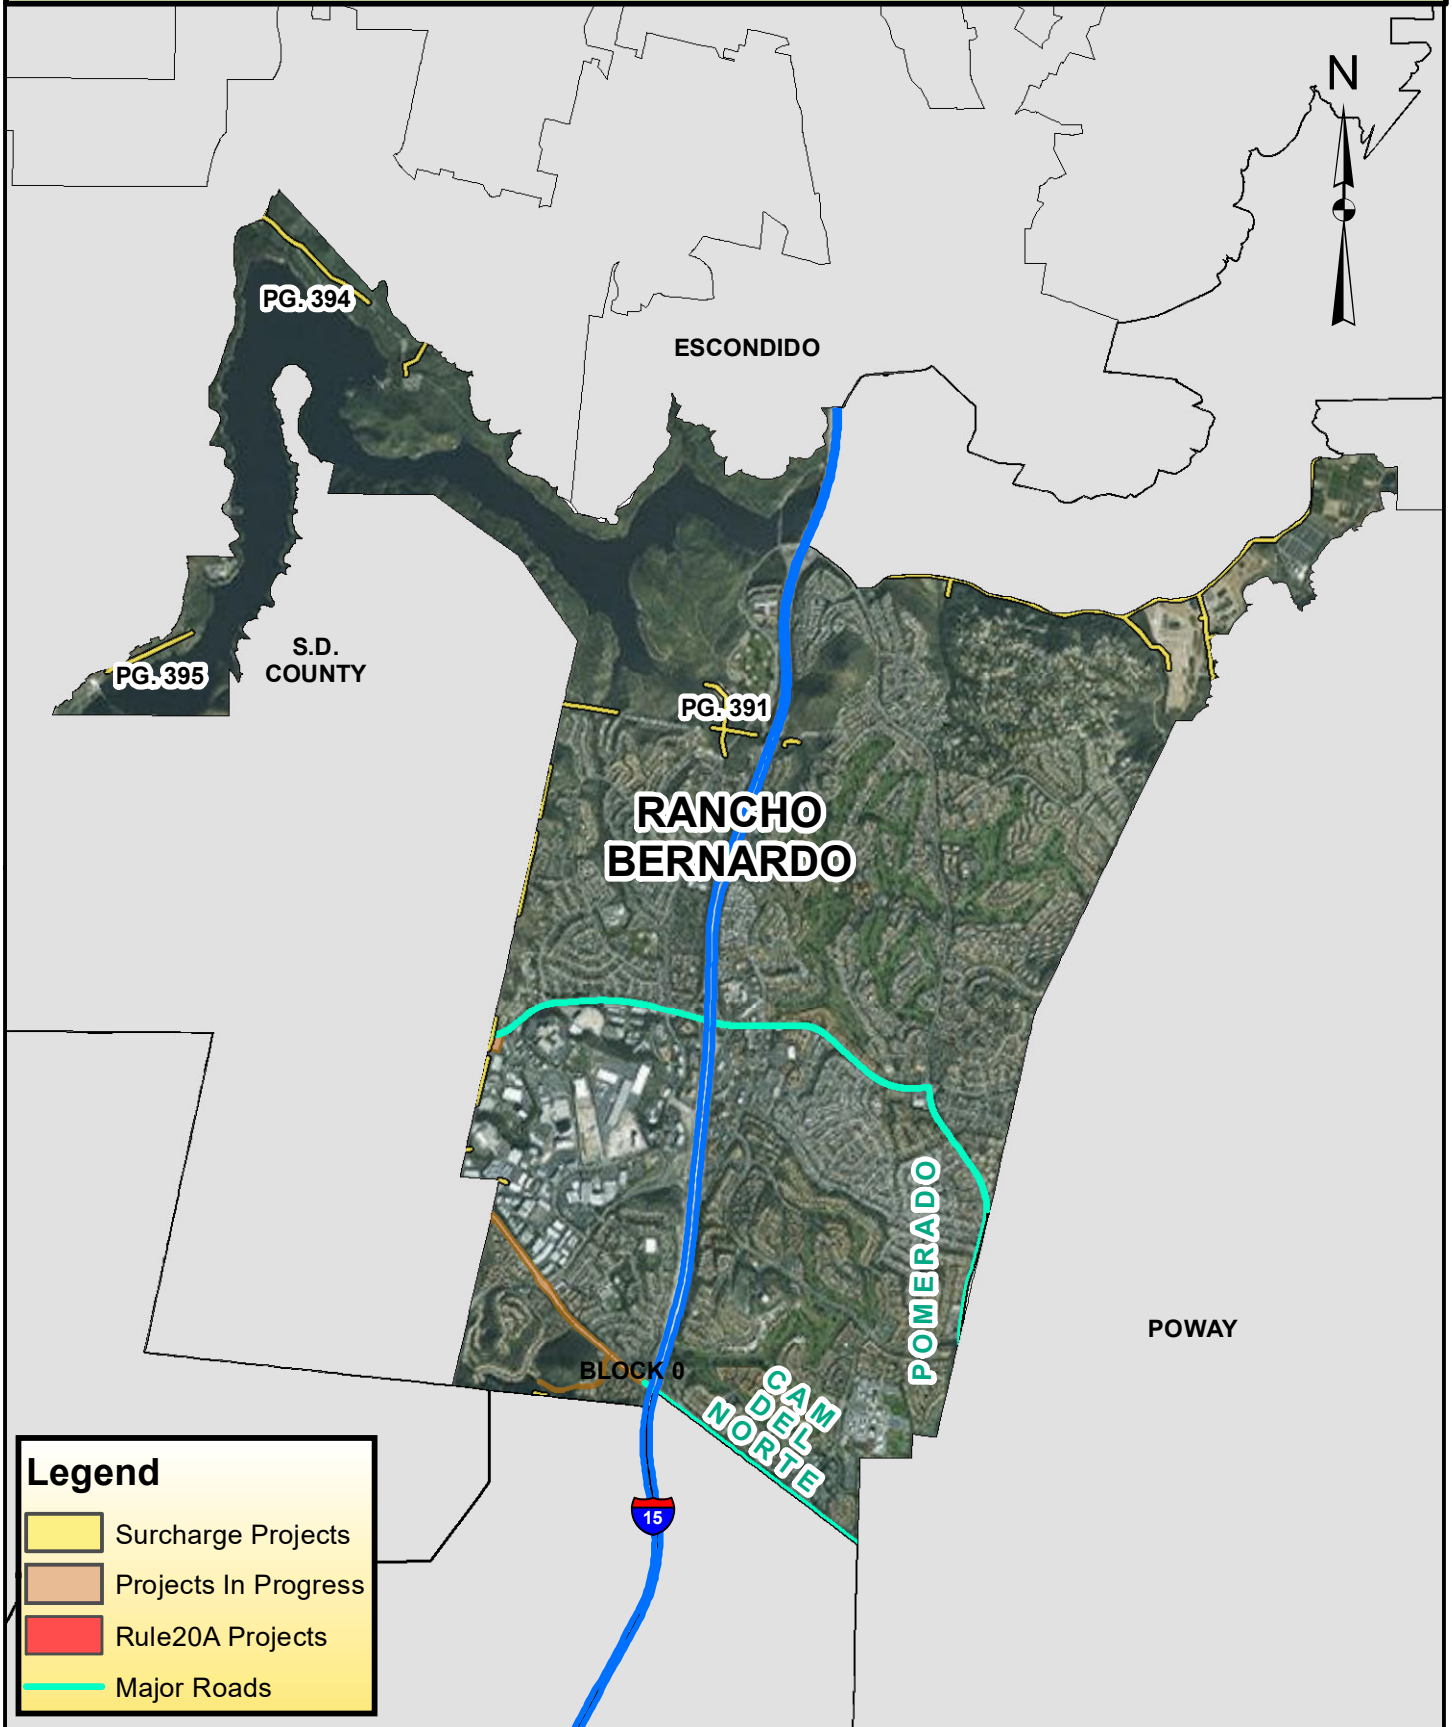 N
PG. 394
ESCONDIDO
S.D.
COUNTY
PG. 395
PG. 391
RANCHO
BERNARDO
POMERADO
POWAY
BLOCK 0
CAM
DEL
NORTE
15
Legend
Surcharge Projects
Projects In Progress
Rule20A Projects
Major Roads